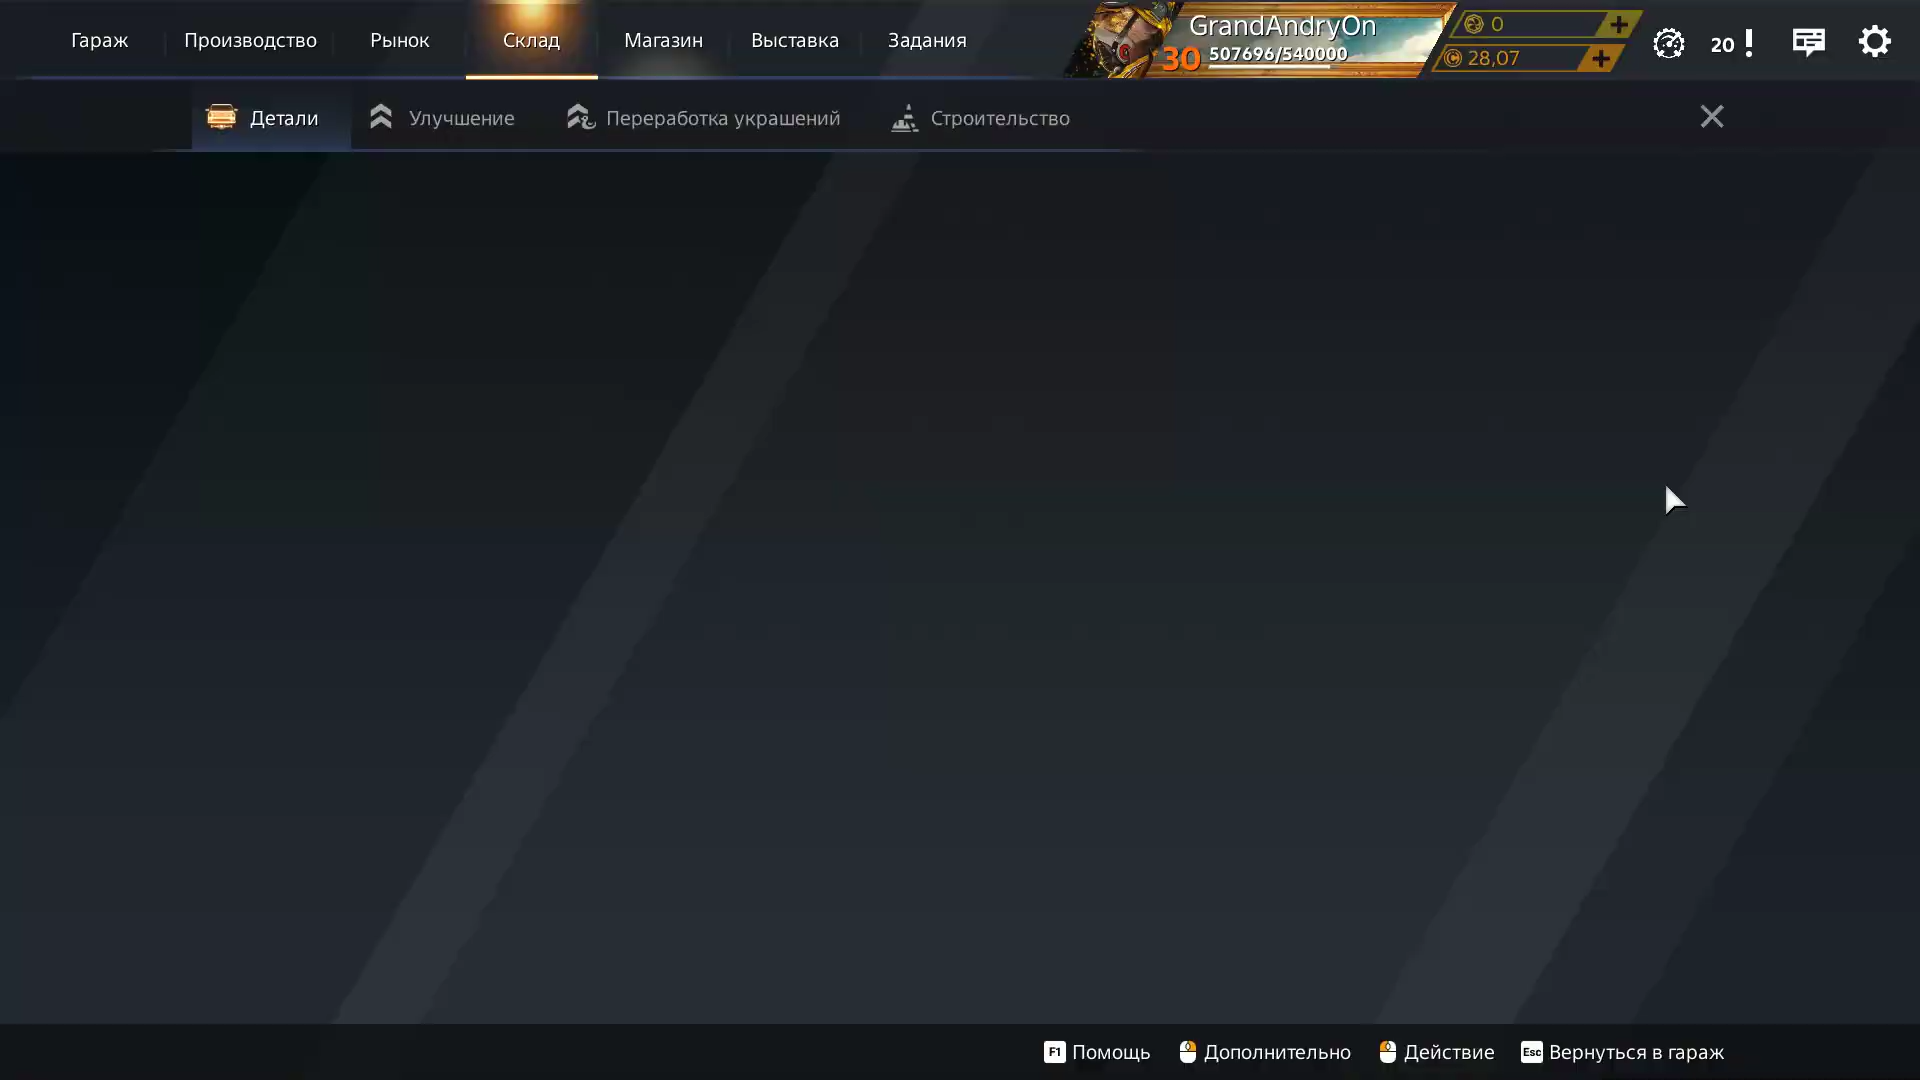 Гараж Производство Рынок Склад Магазин Выставка Задания GrandAndryOn 0 20 !
30 507696/540000 28,07
Детали Улучшение Переработка украшений Строительство
F1 Помощь Дополнительно Действие Esc Вернуться в гараж